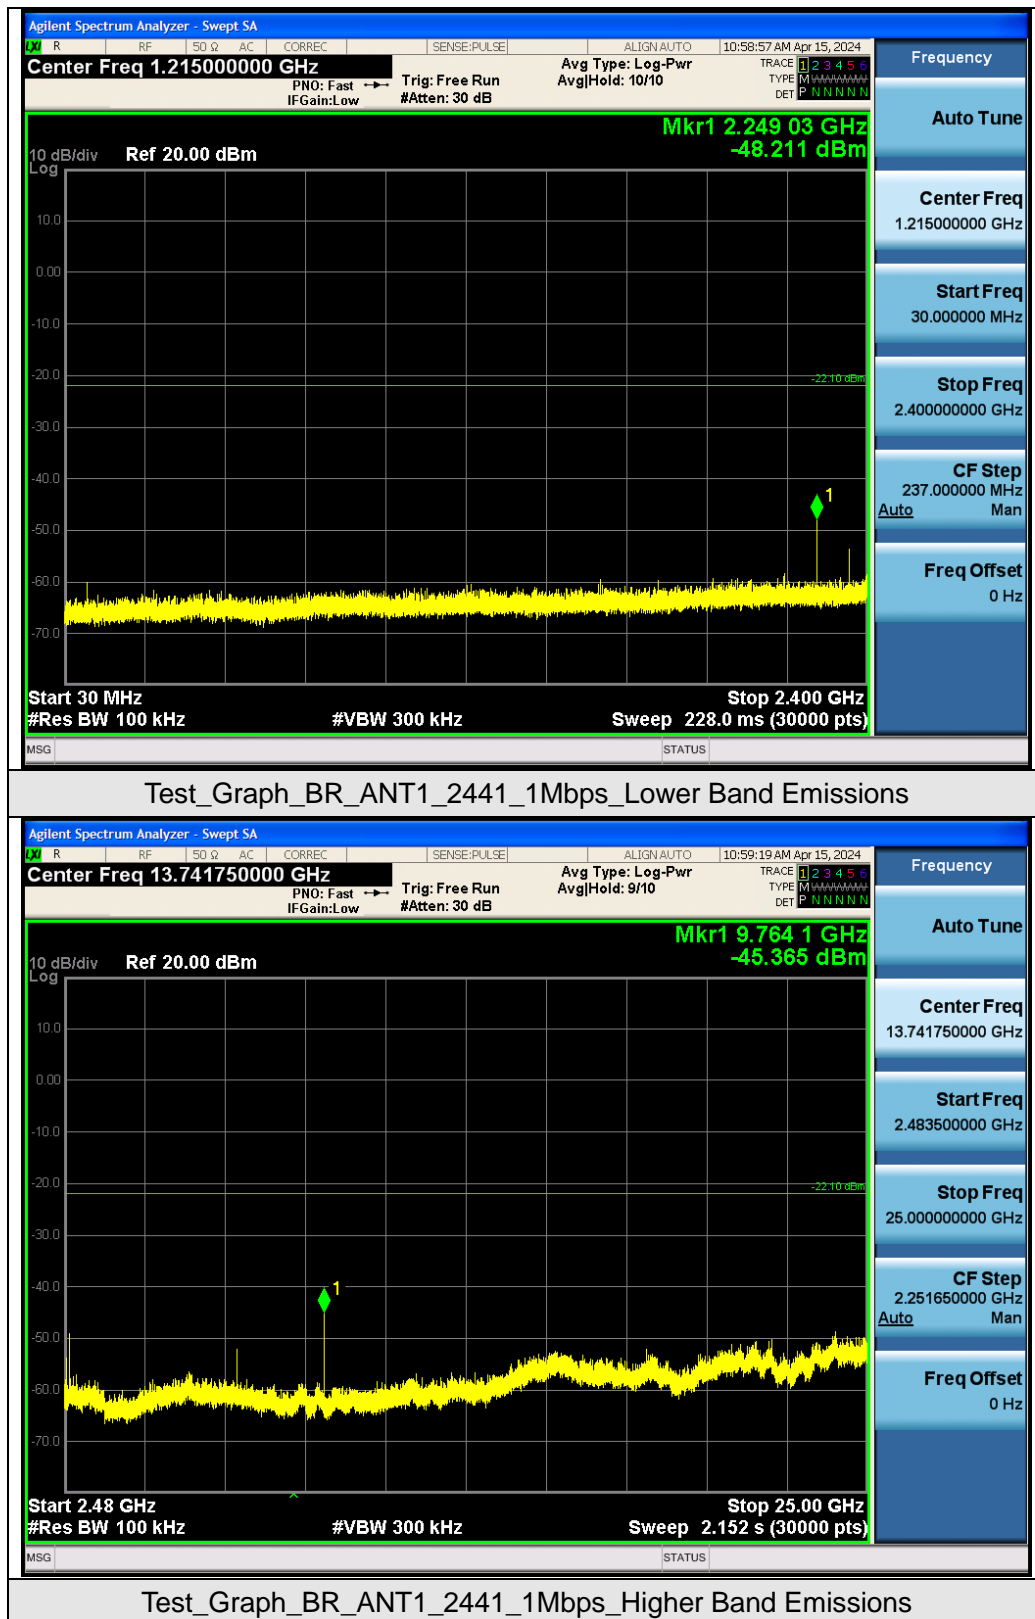 Agilent Spectrum Analyzer - Swept SA
LXI R RF 50 Ω AC CORREC SENSE:PULSE ALIGN AUTO 10:58:57 AM Apr 15, 2024
Center Freq 1.215000000 GHz
PNO: Fast
IFGain:Low
Trig: Free Run
#Atten: 30 dB
Avg Type: Log-Pwr
Avg|Hold: 10/10
TRACE 1 2 3 4 5 6
TYPE M
DET P N N N N N
Mkr1 2.249 03 GHz
-48.211 dBm
10 dB/div Ref 20.00 dBm
Log
10.0
0.00
-10.0
-20.0
-22.10 dBm
-30.0
-40.0
1
-50.0
-60.0
-70.0
Start 30 MHz Stop 2.400 GHz
#Res BW 100 kHz #VBW 300 kHz Sweep 228.0 ms (30000 pts)
MSG STATUS
Frequency
Auto Tune
Center Freq
1.215000000 GHz
Start Freq
30.000000 MHz
Stop Freq
2.400000000 GHz
CF Step
237.000000 MHz
Auto Man
Freq Offset
0 Hz
Test_Graph_BR_ANT1_2441_1Mbps_Lower Band Emissions
Agilent Spectrum Analyzer - Swept SA
LXI R RF 50 Ω AC CORREC SENSE:PULSE ALIGN AUTO 10:59:19 AM Apr 15, 2024
Center Freq 13.741750000 GHz
PNO: Fast
IFGain:Low
Trig: Free Run
#Atten: 30 dB
Avg Type: Log-Pwr
Avg|Hold: 9/10
TRACE 1 2 3 4 5 6
TYPE M
DET P N N N N N
Mkr1 9.764 1 GHz
-45.365 dBm
10 dB/div Ref 20.00 dBm
Log
10.0
0.00
-10.0
-20.0
-22.10 dBm
-30.0
-40.0
1
-50.0
-60.0
-70.0
Start 2.48 GHz Stop 25.00 GHz
#Res BW 100 kHz #VBW 300 kHz Sweep 2.152 s (30000 pts)
MSG STATUS
Frequency
Auto Tune
Center Freq
13.741750000 GHz
Start Freq
2.483500000 GHz
Stop Freq
25.000000000 GHz
CF Step
2.251650000 GHz
Auto Man
Freq Offset
0 Hz
Test_Graph_BR_ANT1_2441_1Mbps_Higher Band Emissions